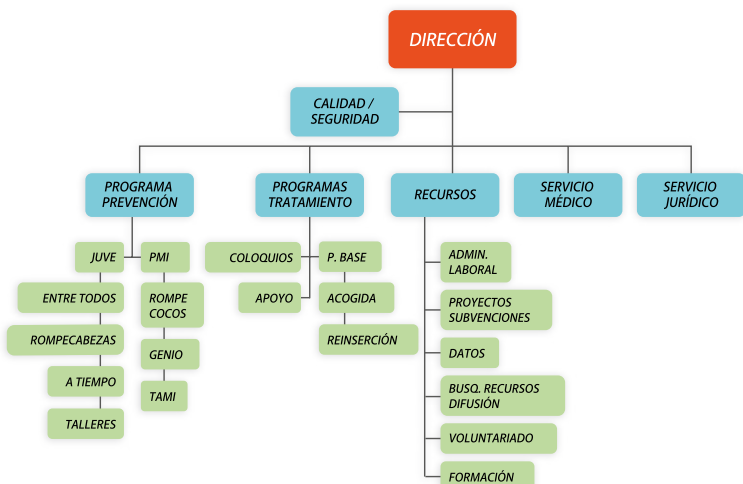 DIRECCIÓN
CALIDAD /
SEGURIDAD
PROGRAMA
PREVENCIÓN
PROGRAMAS
TRATAMIENTO
RECURSOS
SERVICIO
MÉDICO
SERVICIO
JURÍDICO
JUVE
PMI
ENTRE TODOS
ROMPE
COCOS
ROMPECABEZAS
GENIO
A TIEMPO
TAMI
TALLERES
COLOQUIOS
P. BASE
APOYO
ACOGIDA
REINSERCIÓN
ADMIN.
LABORAL
PROYECTOS
SUBVENCIONES
DATOS
BUSQ. RECURSOS
DIFUSIÓN
VOLUNTARIADO
FORMACIÓN